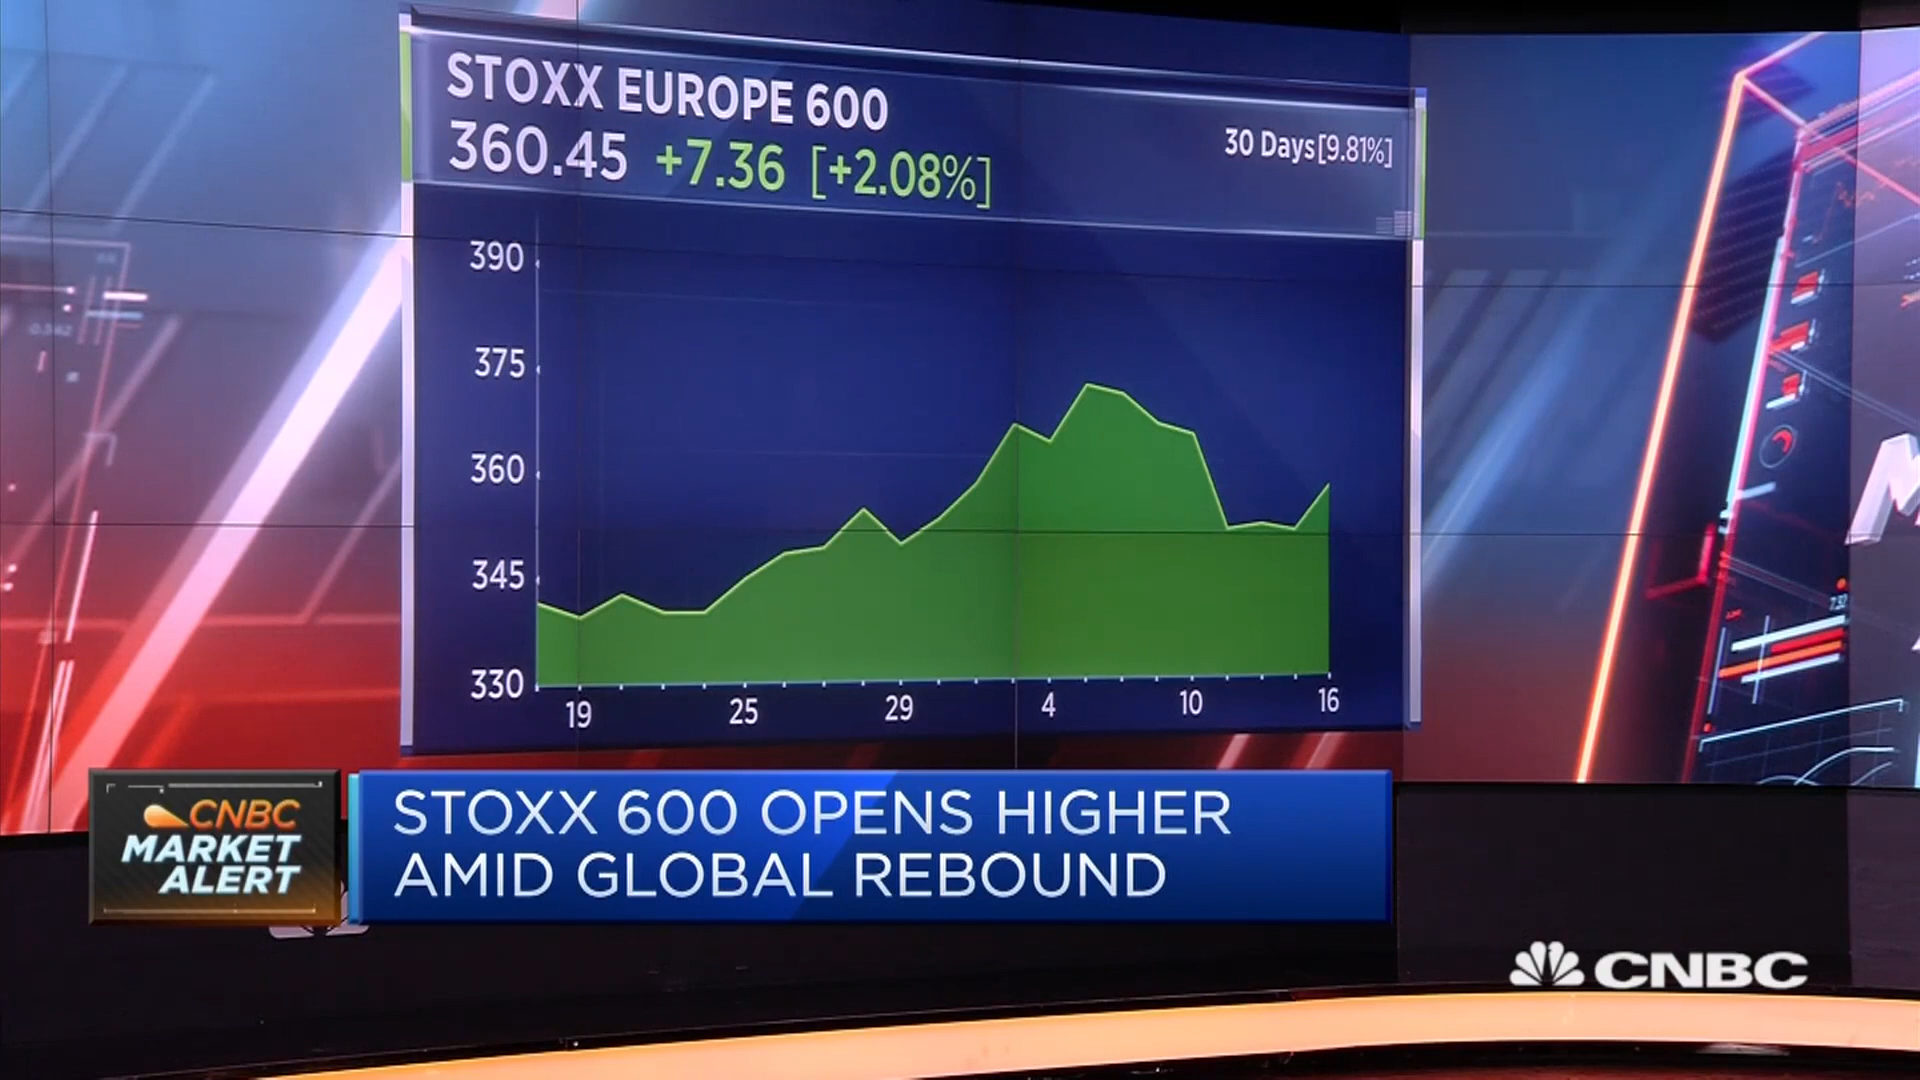 STOXX EUROPE 600
360.45 +7.36 [+2.08%]
30 Days[9.81%]
390
375
360
345
330
19 25 29 4 10 16
CNBC
MARKET
ALERT
STOXX 600 OPENS HIGHER
AMID GLOBAL REBOUND
CNBC